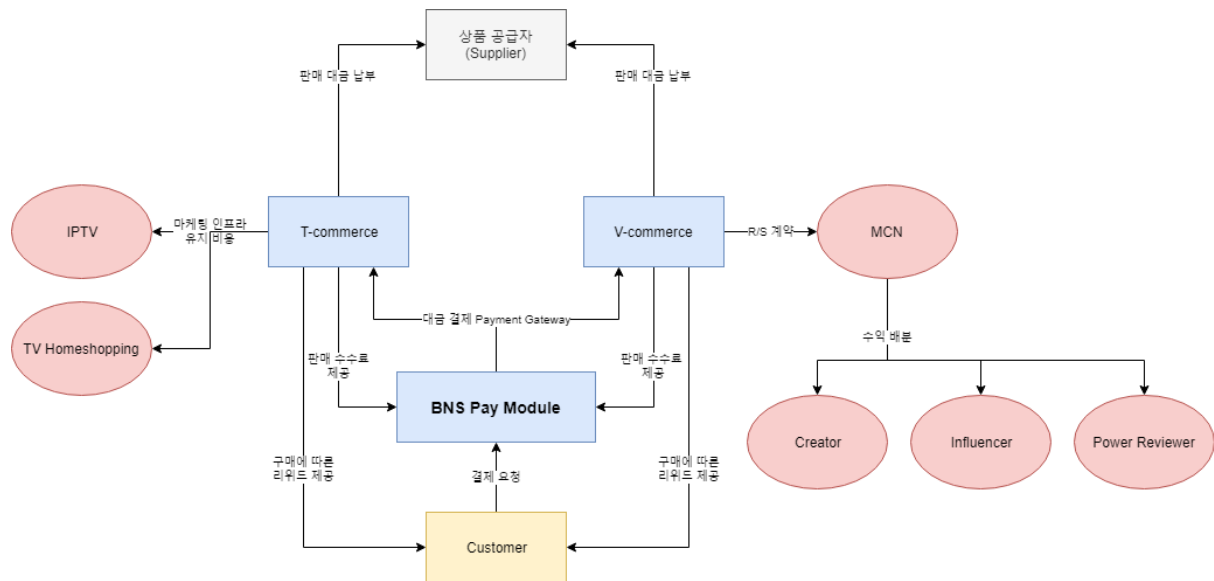 상품 공급자
(Supplier)
판매 대금 납부
판매 대금 납부
IPTV
마케팅 인프라
유지 비용
T-commerce
V-commerce
R/S 계약
MCN
대금 결제 Payment Gateway
TV Homeshopping
수익 배분
판매 수수료
제공
판매 수수료
제공
BNS Pay Module
Creator
Influencer
Power Reviewer
구매에 따른
리위드 제공
결제 요청
구매에 따른
리위드 제공
Customer